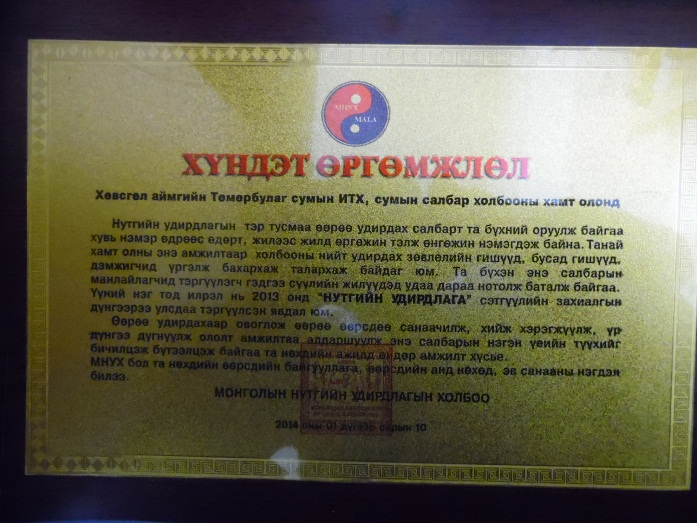 МНУХ
MALA
ХҮНДЭТ ӨРГӨМЖЛӨЛ
Хөвсгөл аймгийн Төмөрбулаг сумын ИТХ, сумын салбар холбооны хамт олонд
Нутгийн удирдлагын тэр тусмаа өөрөө удирдах салбарт та бүхний оруулж байгаа
хувь нэмэр өдрөөс өдөрт, жилээс жилд өргөжин тэлж өнгөжин нэмэгдэж байна. Танай
хамт олны энэ амжилтаар холбооны нийт удирдах зөвлөлийн гишүүд, бусад гишүүд,
дэмжигчид үргэлж бахархаж талархаж байдаг юм. Та бүхэн энэ салбарын
манлайлагчид тэргүүлэгч гэдгээ сүүлийн жилүүдэд удаа дараа нотолж баталж байгаа.
Үүний нэг тод илрэл нь 2013 онд "НУТГИЙН УДИРДЛАГА" сэтгүүлийн захиалгын
дүнгээрээ улсдаа тэргүүлсэн явдал юм.
Өөрөө удирдахаар овоглож өөрөө өөрсдөө санаачилж, хийж хэрэгжүүлж, үр
дүнгээ дүгнүүлж ололт амжилтаа алдаршуулж энэ салбарын нэгэн үеийн түүхийг
бичилцэж бүтээлцэж байгаа та нөхдийн ажилд өндөр амжилт хүсье.
МНУХ бол та нөхдийн өөрсдийн байгууллага, өөрсдийн анд нөхөд, эв санааны нэгдэл
билээ.
МОНГОЛЫН НУТГИЙН УДИРДЛАГЫН ХОЛБОО
2014 оны 01 дүгээр сарын 10